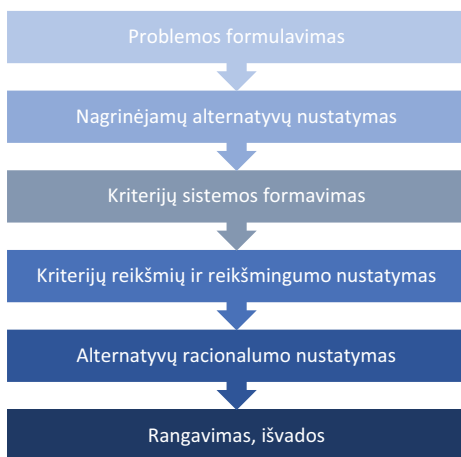 Problemos formulavimas
Nagrinėjamų alternatyvų nustatymas
Kriterijų sistemos formavimas
Kriterijų reikšmių ir reikšmingumo nustatymas
Alternatyvų racionalumo nustatymas
Rangavimas, išvados